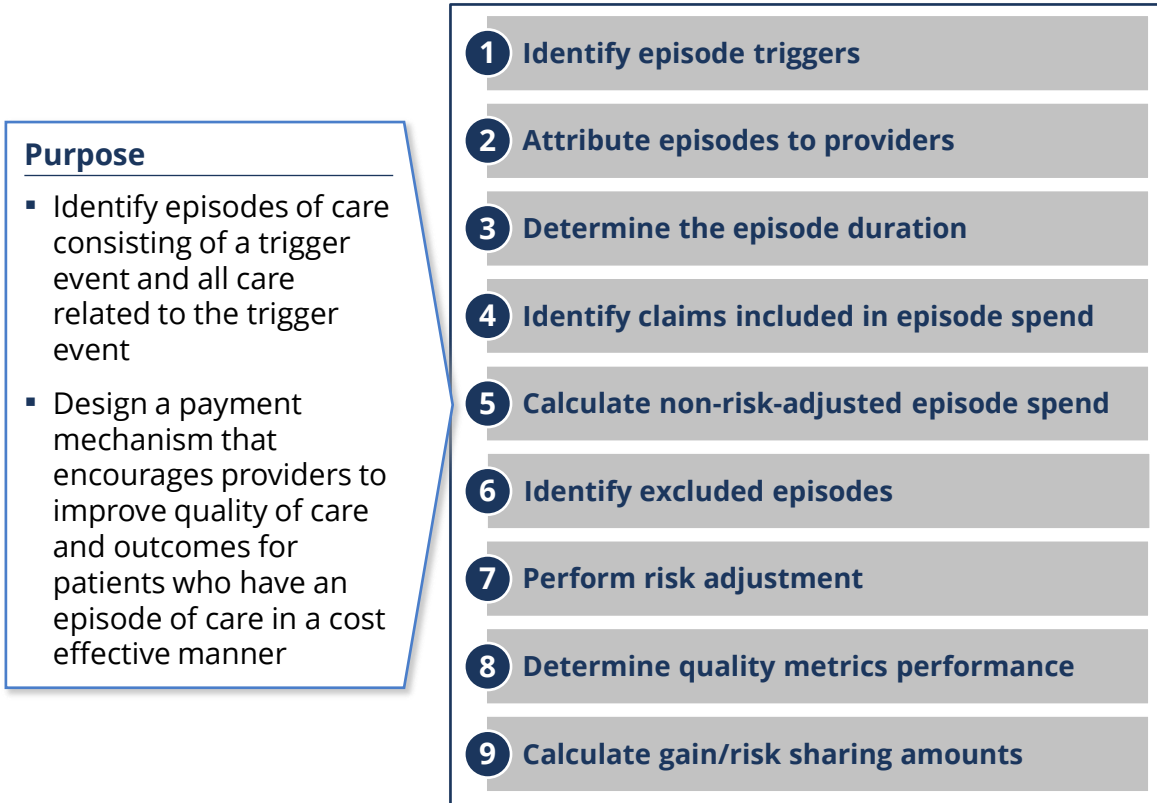 Purpose
▪ Identify episodes of care
consisting of a trigger
event and all care
related to the trigger
event
▪ Design a payment
mechanism that
encourages providers to
improve quality of care
and outcomes for
patients who have an
episode of care in a cost
effective manner
1 Identify episode triggers
2 Attribute episodes to providers
3 Determine the episode duration
4 Identify claims included in episode spend
5 Calculate non-risk-adjusted episode spend
6 Identify excluded episodes
7 Perform risk adjustment
8 Determine quality metrics performance
9 Calculate gain/risk sharing amounts